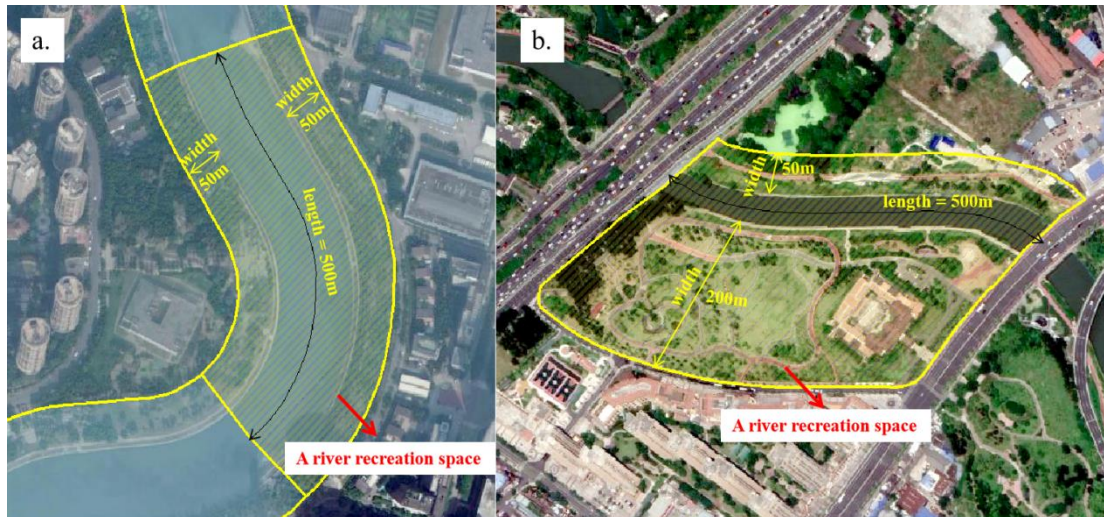 a.
width
50m
width
50m
length = 500m
A river recreation space
b.
width
50m
length = 500m
width
200m
A river recreation space